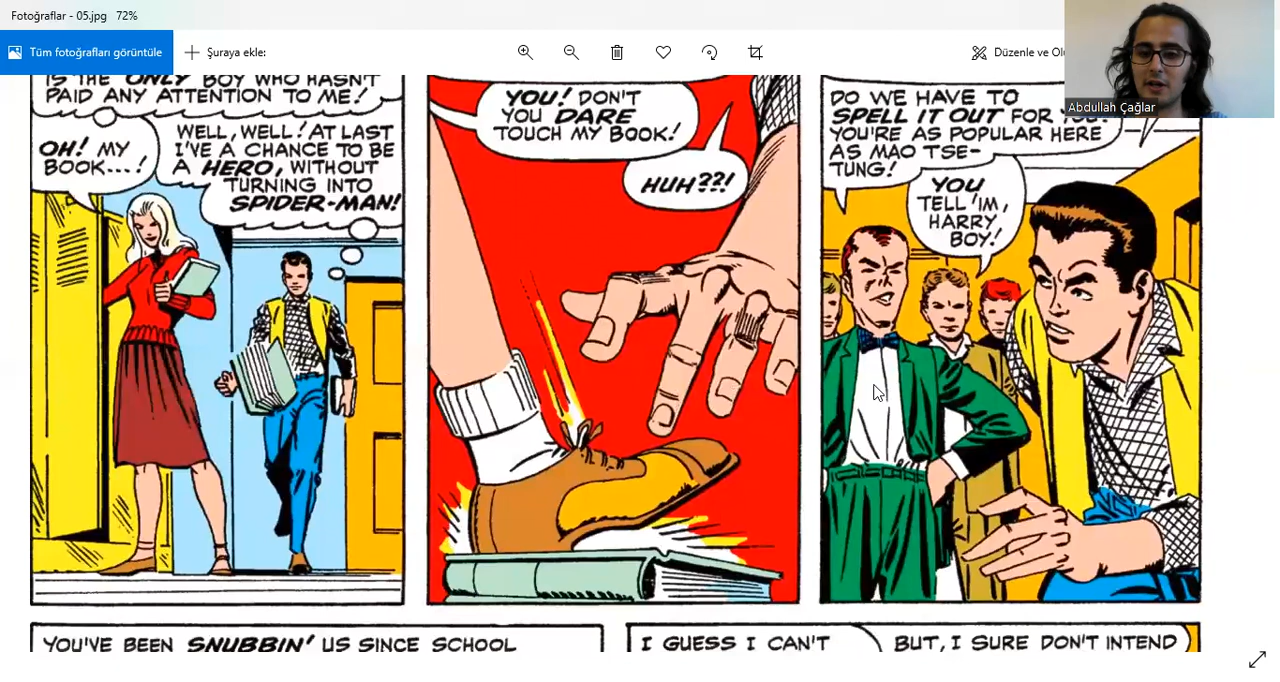 Fotoğraflar - 05.jpg 72%
Tüm fotoğrafları görüntüle
Şuraya ekle:
Düzenle ve Olu
Abdullah Çağlar
IS THE ONLY BOY WHO HASN'T
PAID ANY ATTENTION TO ME!
OH! MY
BOOK...!
WELL, WELL! AT LAST
I'VE A CHANCE TO BE
A HERO, WITHOUT
TURNING INTO
SPIDER-MAN!
YOU! DON'T
YOU DARE
TOUCH MY BOOK!
HUH??!
DO WE HAVE TO
SPELL IT OUT FOR
YOU'RE AS POPULAR HERE
AS MAO TSE-
TUNG!
YOU
TELL 'IM,
HARRY
BOY!
YOU'VE BEEN SNUBBIN' US SINCE SCHOOL
I GUESS I CAN'T
BUT, I SURE DON'T INTEND